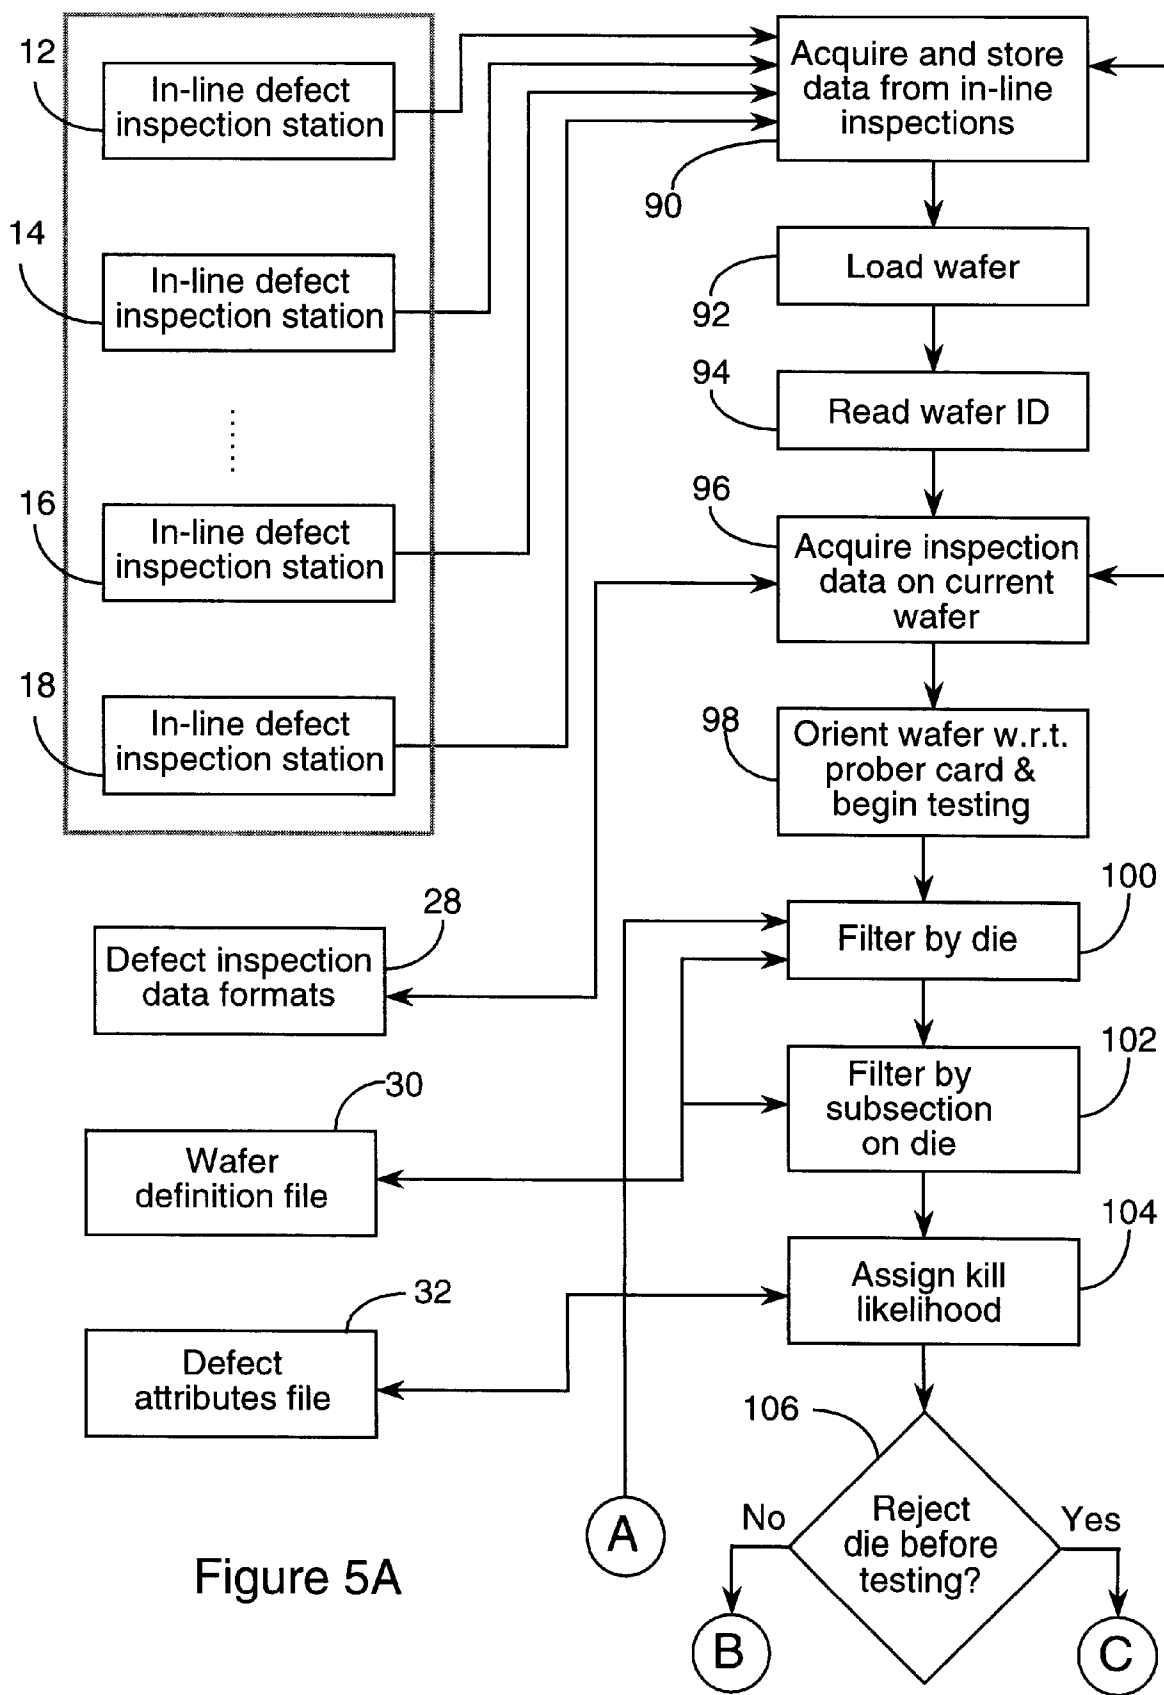 12
In-line defect
inspection station
14
In-line defect
inspection station
16
In-line defect
inspection station
18
In-line defect
inspection station
Acquire and store
data from in-line
inspections
90
Load wafer
92
94
Read wafer ID
96
Acquire inspection
data on current
wafer
98
Orient wafer w.r.t.
prober card &
begin testing
28
Defect inspection
data formats
100
Filter by die
30
Wafer
definition file
102
Filter by
subsection
on die
32
Defect
attributes file
104
Assign kill
likelihood
106
Reject
die before
testing?
No
Yes
A
B
C
Figure 5A